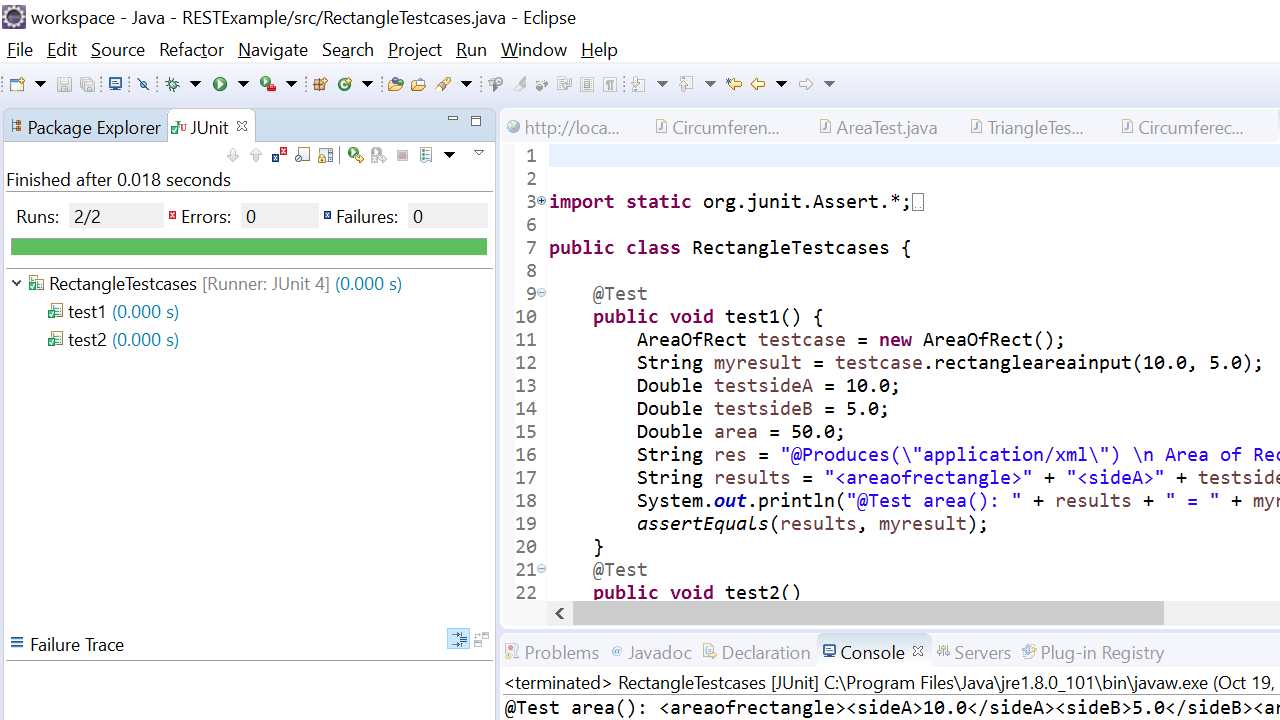 workspace - Java - RESTExample/src/RectangleTestcases.java - Eclipse
File Edit Source Refactor Navigate Search Project Run Window Help
Package Explorer JUnit
Finished after 0.018 seconds
Runs: 2/2 Errors: 0 Failures: 0
RectangleTestcases [Runner: JUnit 4] (0.000 s)
test1 (0.000 s)
test2 (0.000 s)
Failure Trace
http://loca... Circumferen... AreaTest.java TriangleTes... Circumferec...
1
2
3 import static org.junit.Assert.*;
6
7 public class RectangleTestcases {
8
9 @Test
10 public void test1() {
11 AreaOfRect testcase = new AreaOfRect();
12 String myresult = testcase.rectangleareainput(10.0, 5.0);
13 Double testsideA = 10.0;
14 Double testsideB = 5.0;
15 Double area = 50.0;
16 String res = "@Produces(\"application/xml\") \n Area of Rec
17 String results = "<areaofrectangle>" + "<sideA>" + testside
18 System.out.println("@Test area(): " + results + " = " + myr
19 assertEquals(results, myresult);
20 }
21 @Test
22 public void test2()
Problems @ Javadoc Declaration Console Servers Plug-in Registry
<terminated> RectangleTestcases [JUnit] C:\Program Files\Java\jre1.8.0_101\bin\javaw.exe (Oct 19,
@Test area(): <areaofrectangle><sideA>10.0</sideA><sideB>5.0</sideB><ar